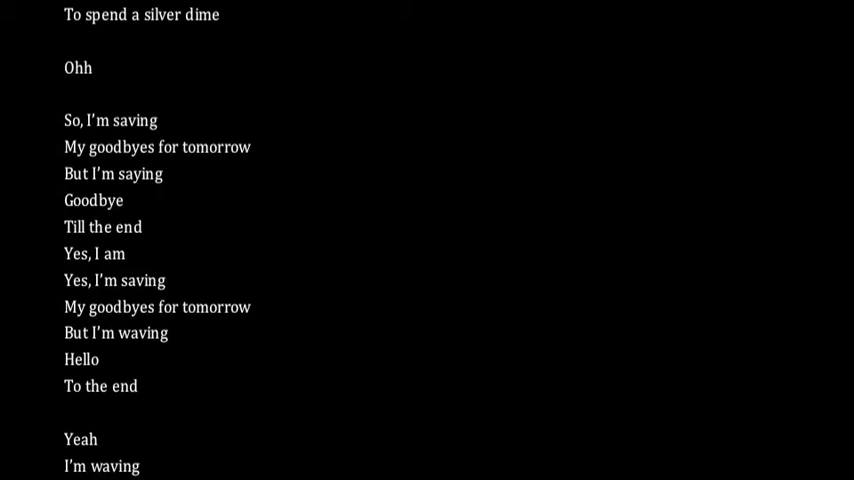 To spend a silver dime
Ohh
So, I’m saving
My goodbyes for tomorrow
But I’m saying
Goodbye
Till the end
Yes, I am
Yes, I’m saving
My goodbyes for tomorrow
But I’m waving
Hello
To the end
Yeah
I’m waving